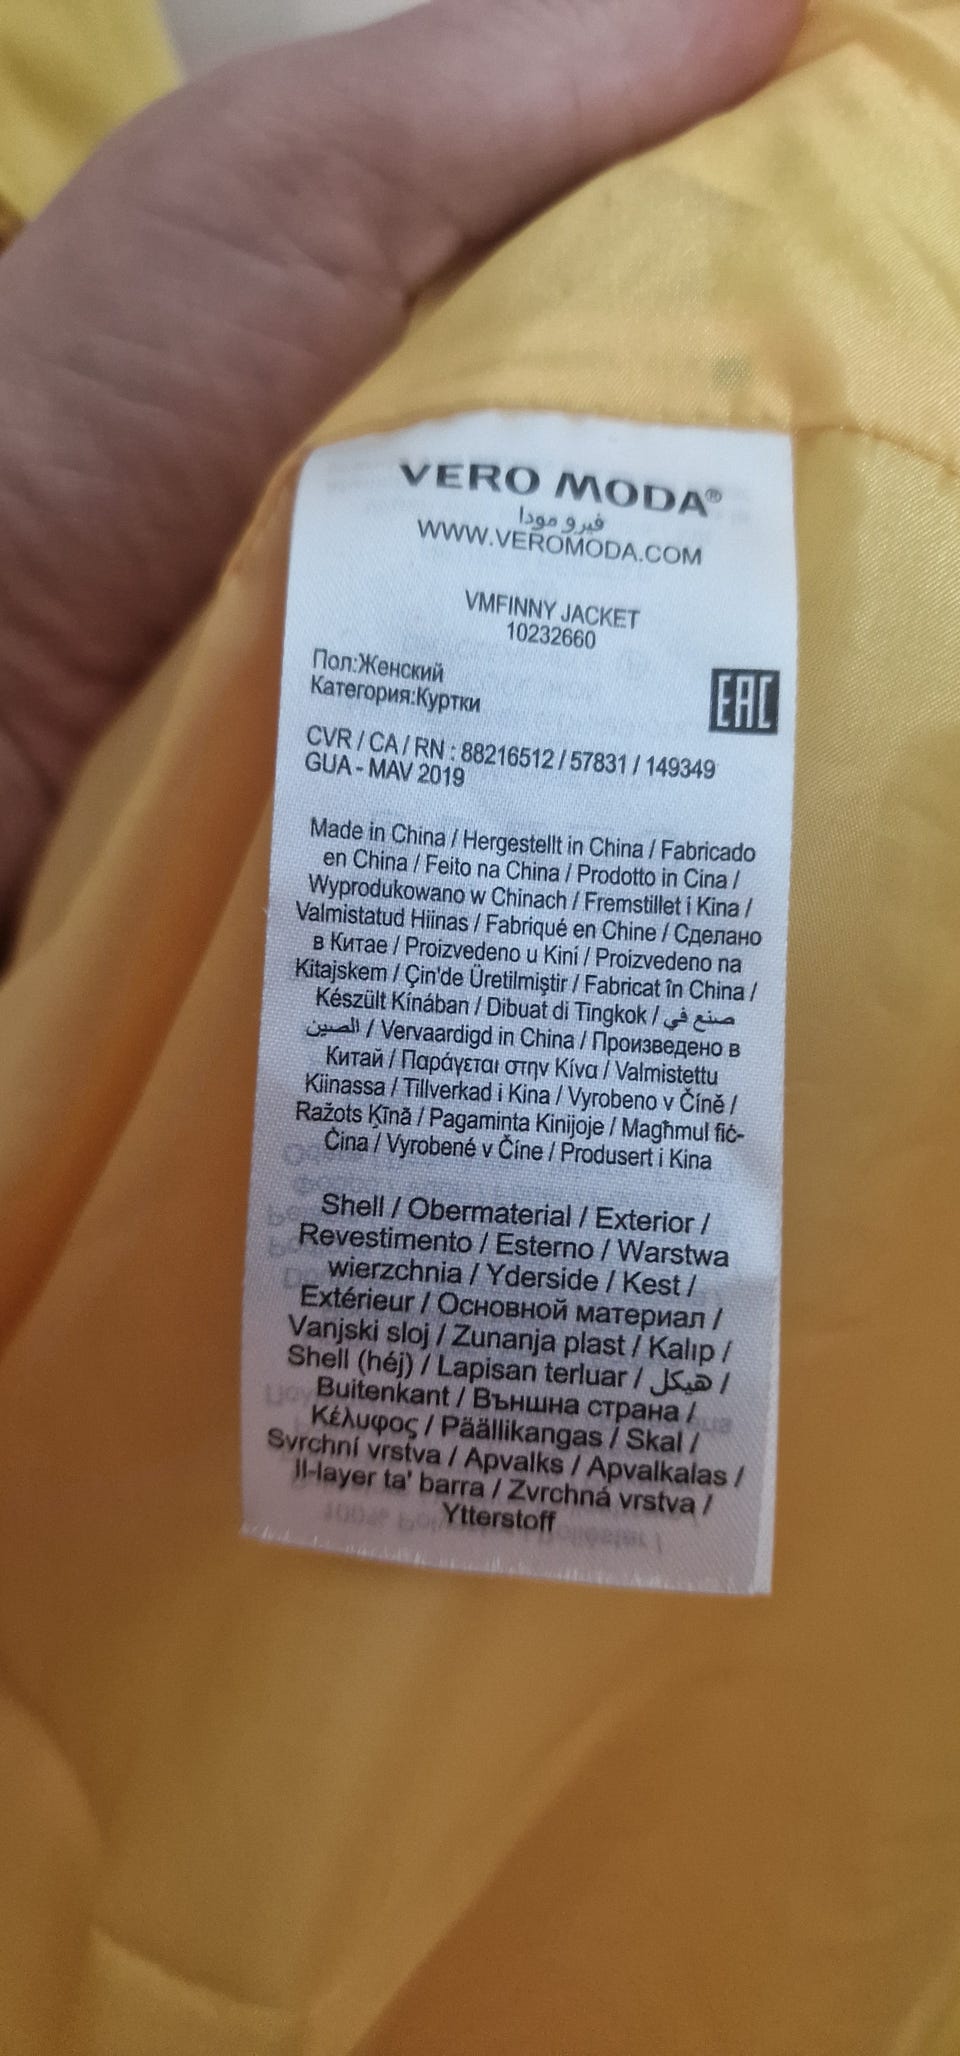 VERO MODA®
فيرو مودا
WWW.VEROMODA.COM
VMFINNY JACKET
10232660
Пол:Женский
Категория:Куртки
EAC
CVR / CA / RN : 88216512 / 57831 / 149349
GUA - MAV 2019
Made in China / Hergestellt in China / Fabricado
en China / Feito na China / Prodotto in Cina /
Wyprodukowano w Chinach / Fremstillet i Kina /
Valmistatud Hiinas / Fabriqué en Chine / Сделано
в Китае / Proizvedeno u Kini / Proizvedeno na
Kitajskem / Çin'de Üretilmiştir / Fabricat în China /
Készült Kínában / Dibuat di Tingkok / صنع في
الصين / Vervaardigd in China / Произведено в
Китай / Παράγεται στην Κίνα / Valmistettu
Kiinassa / Tillverkad i Kina / Vyrobeno v Číně /
Ražots Ķīnā / Pagaminta Kinijoje / Magħmul fiċ-
Ċina / Vyrobené v Číne / Produsert i Kina
Shell / Obermaterial / Exterior /
Revestimento / Esterno / Warstwa
wierzchnia / Yderside / Kest /
Extérieur / Основной материал /
Vanjski sloj / Zunanja plast / Kalıp /
Shell (héj) / Lapisan terluar / هيكل /
Buitenkant / Външна страна /
Κέλυφος / Päällikangas / Skal /
Svrchní vrstva / Apvalks / Apvalkalas /
Il-layer ta' barra / Zvrchná vrstva /
Ytterstoff